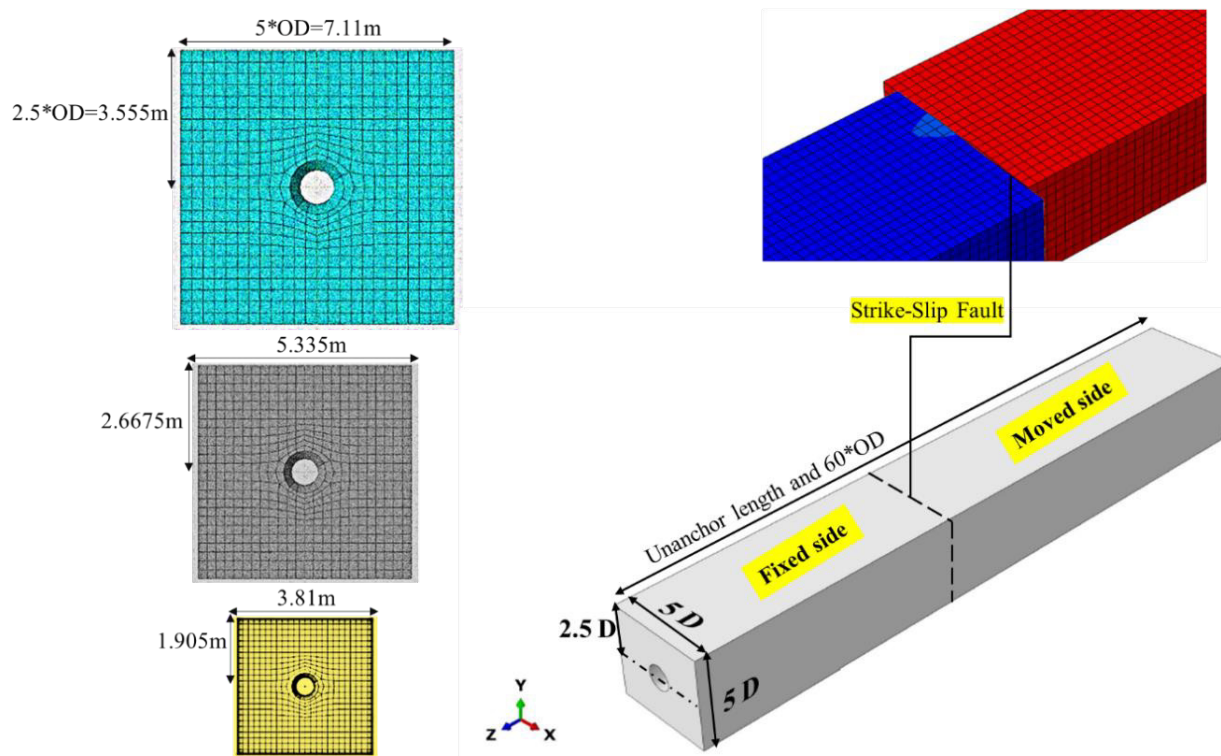 5*OD=7.11m
2.5*OD=3.555m
5.335m
2.6675m
3.81m
1.905m
Strike-Slip Fault
Unanchor length and 60*OD
Moved side
Fixed side
5 D
2.5 D
5 D
Y
Z
X